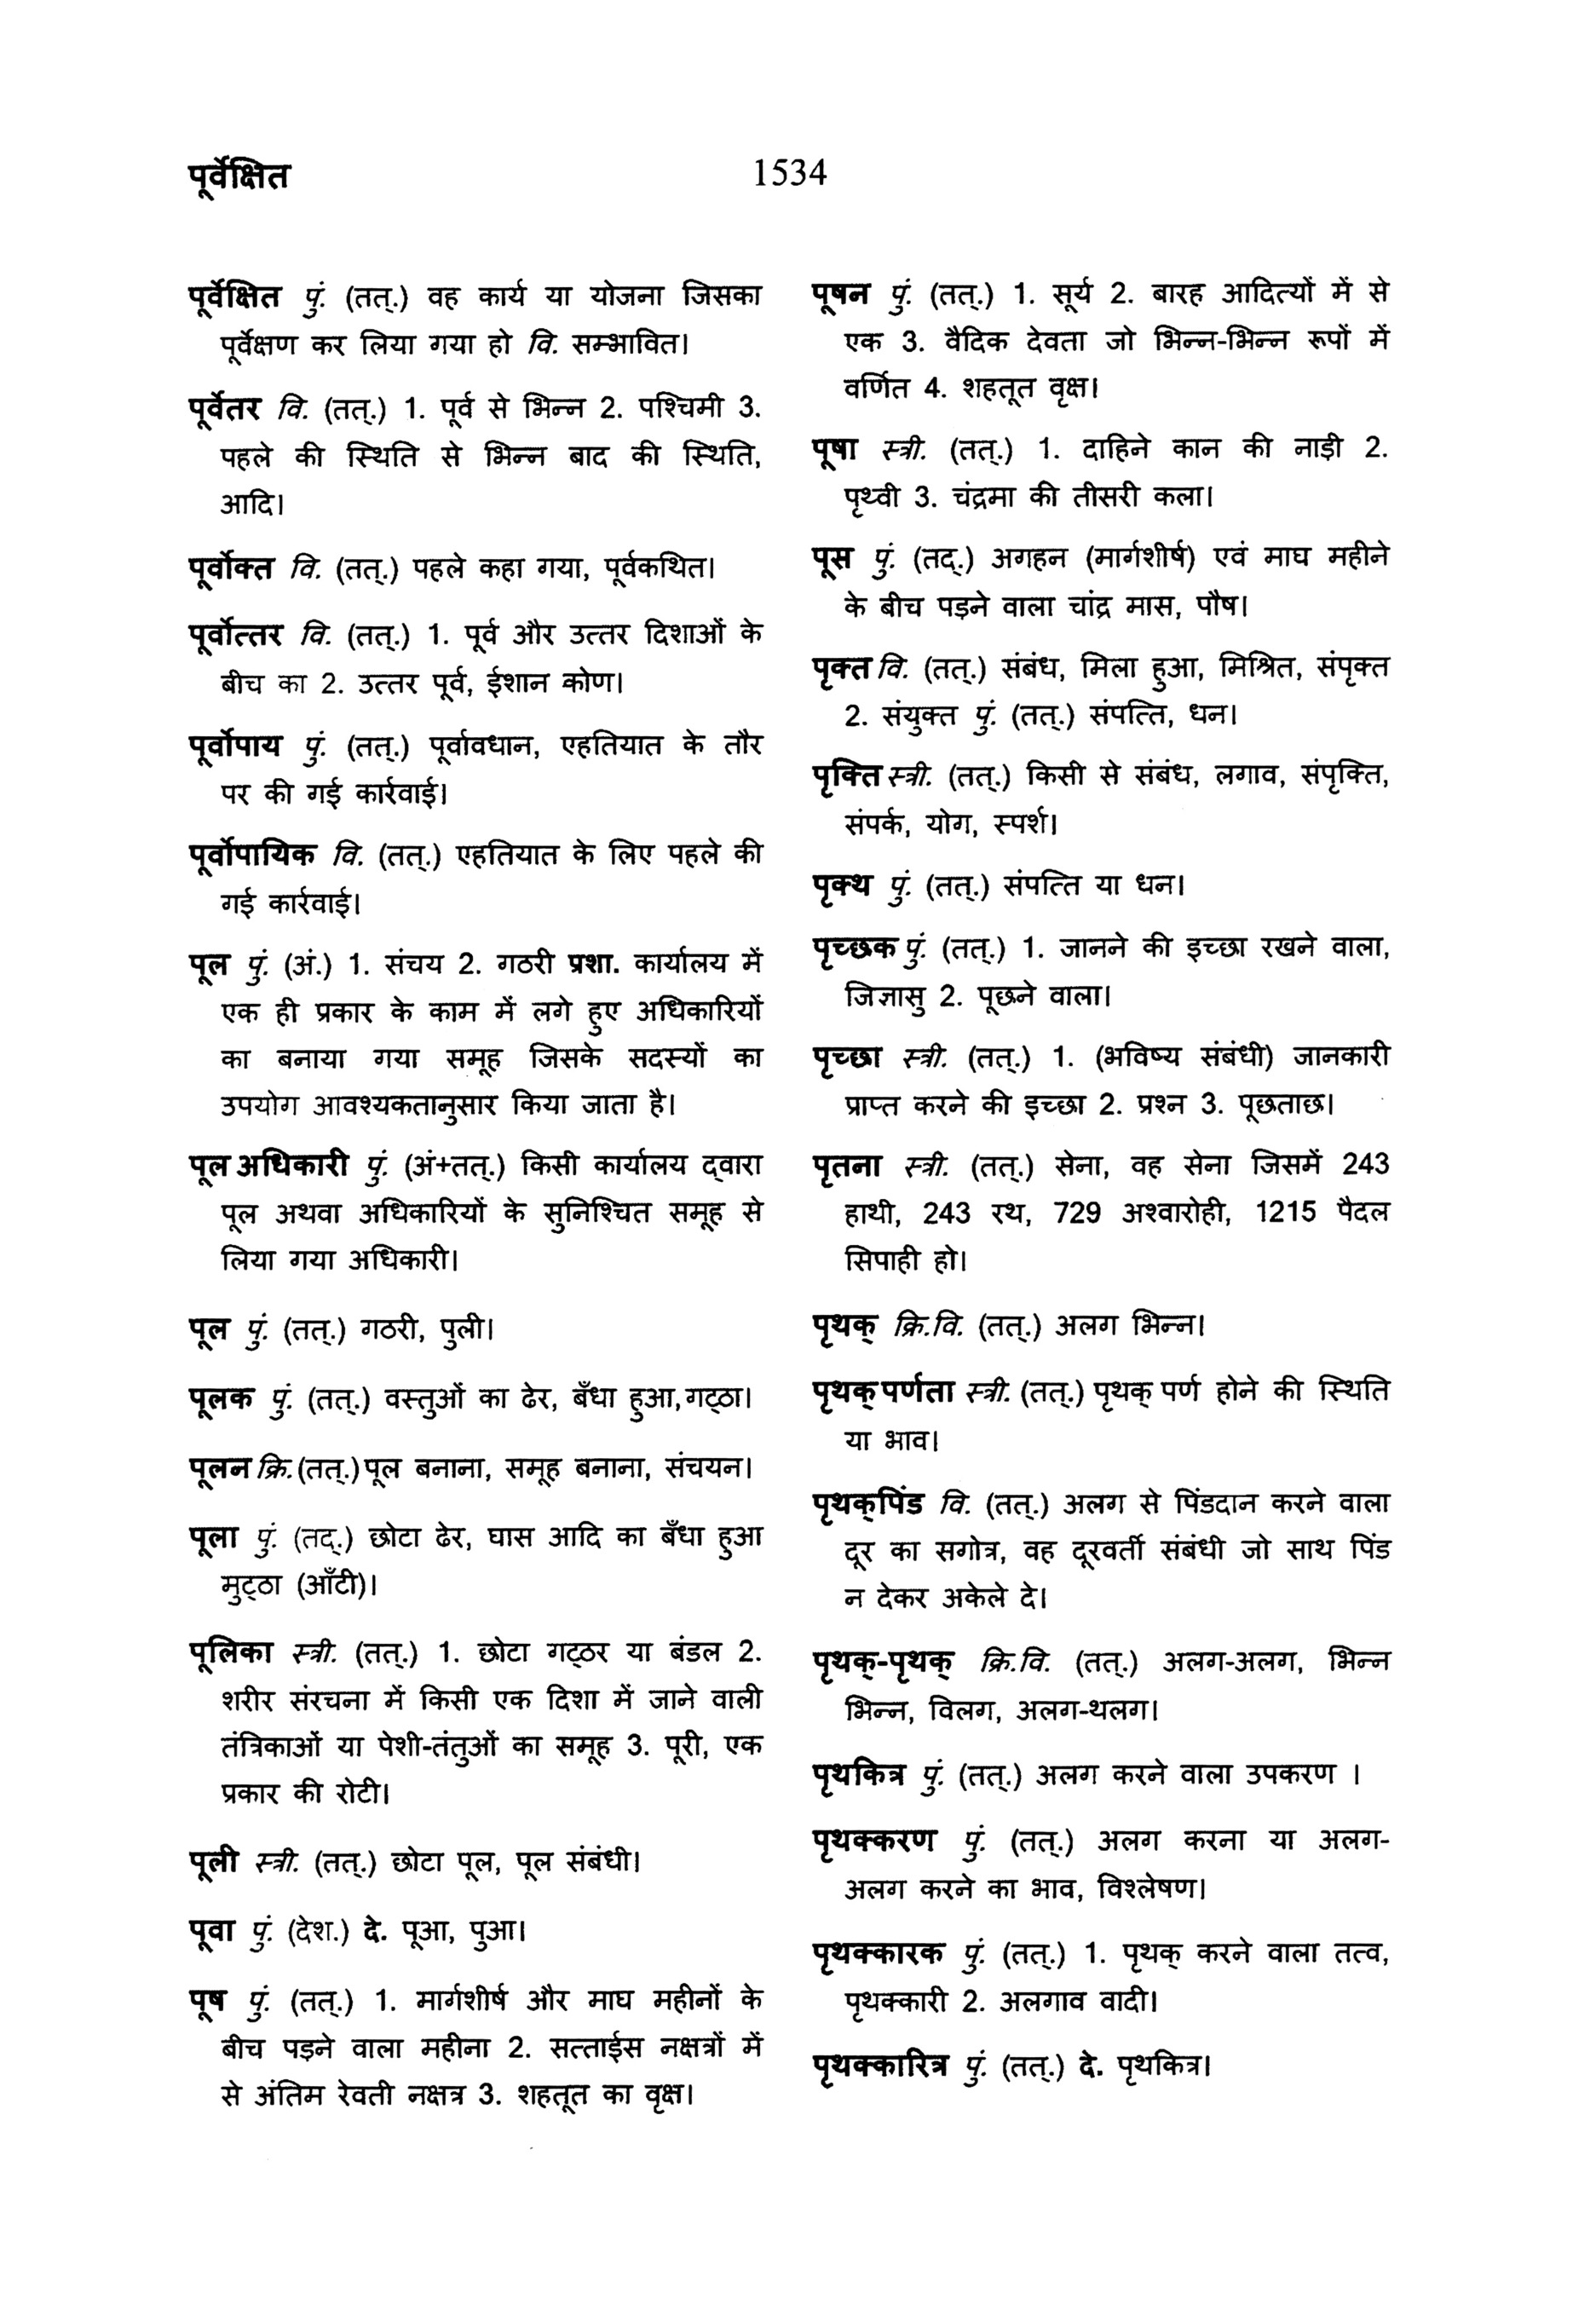 पूर्वेक्षित
1534
पूर्वेक्षित पुं. (तत्.) वह कार्य या योजना जिसका
पूर्वेक्षण कर लिया गया हो वि. सम्भावित।
पूर्वेतर वि. (तत्.) 1. पूर्व से भिन्न 2. पश्चिमी 3.
पहले की स्थिति से भिन्न बाद की स्थिति,
आदि।
पूर्वोक्त वि. (तत्.) पहले कहा गया, पूर्वकथित।
पूर्वोत्तर वि. (तत्.) 1. पूर्व और उत्तर दिशाओं के
बीच का 2. उत्तर पूर्व, ईशान कोण।
पूर्वोपाय पुं. (तत्.) पूर्वावधान, एहतियात के तौर
पर की गई कार्रवाई।
पूर्वोपायिक वि. (तत्.) एहतियात के लिए पहले की
गई कार्रवाई।
पूल पुं. (अं.) 1. संचय 2. गठरी प्रशा. कार्यालय में
एक ही प्रकार के काम में लगे हुए अधिकारियों
का बनाया गया समूह जिसके सदस्यों का
उपयोग आवश्यकतानुसार किया जाता है।
पूल अधिकारी पुं. (अं+तत्.) किसी कार्यालय द्वारा
पूल अथवा अधिकारियों के सुनिश्चित समूह से
लिया गया अधिकारी।
पूल पुं. (तत्.) गठरी, पुली।
पूलक पुं. (तत्.) वस्तुओं का ढेर, बँधा हुआ,गट्ठा।
पूलन क्रि.(तत्.)पूल बनाना, समूह बनाना, संचयन।
पूला पुं. (तद्.) छोटा ढेर, घास आदि का बँधा हुआ
मुट्ठा (आँटी)।
पूलिका स्त्री. (तत्.) 1. छोटा गट्ठर या बंडल 2.
शरीर संरचना में किसी एक दिशा में जाने वाली
तंत्रिकाओं या पेशी-तंतुओं का समूह 3. पूरी, एक
प्रकार की रोटी।
पूली स्त्री. (तत्.) छोटा पूल, पूल संबंधी।
पूवा पुं. (देश.) दे. पूआ, पुआ।
पूष पुं. (तत्.) 1. मार्गशीर्ष और माघ महीनों के
बीच पड़ने वाला महीना 2. सत्ताईस नक्षत्रों में
से अंतिम रेवती नक्षत्र 3. शहतूत का वृक्ष।
पूषन पुं. (तत्.) 1. सूर्य 2. बारह आदित्यों में से
एक 3. वैदिक देवता जो भिन्न-भिन्न रूपों में
वर्णित 4. शहतूत वृक्ष।
पूषा स्त्री. (तत्.) 1. दाहिने कान की नाड़ी 2.
पृथ्वी 3. चंद्रमा की तीसरी कला।
पूस पुं. (तद्.) अगहन (मार्गशीर्ष) एवं माघ महीने
के बीच पड़ने वाला चांद्र मास, पौष।
पृक्त वि. (तत्.) संबंध, मिला हुआ, मिश्रित, संपृक्त
2. संयुक्त पुं. (तत्.) संपत्ति, धन।
पृक्ति स्त्री. (तत्.) किसी से संबंध, लगाव, संपृक्ति,
संपर्क, योग, स्पर्श।
पृक्थ पुं. (तत्.) संपत्ति या धन।
पृच्छक पुं. (तत्.) 1. जानने की इच्छा रखने वाला,
जिज्ञासु 2. पूछने वाला।
पृच्छा स्त्री. (तत्.) 1. (भविष्य संबंधी) जानकारी
प्राप्त करने की इच्छा 2. प्रश्न 3. पूछताछ।
पृतना स्त्री. (तत्.) सेना, वह सेना जिसमें 243
हाथी, 243 रथ, 729 अश्वारोही, 1215 पैदल
सिपाही हो।
पृथक् क्रि.वि. (तत्.) अलग भिन्न।
पृथक्पर्णता स्त्री. (तत्.) पृथक् पर्ण होने की स्थिति
या भाव।
पृथक्पिंड वि. (तत्.) अलग से पिंडदान करने वाला
दूर का सगोत्र, वह दूरवर्ती संबंधी जो साथ पिंड
न देकर अकेले दे।
पृथक्-पृथक् क्रि.वि. (तत्.) अलग-अलग, भिन्न
भिन्न, विलग, अलग-थलग।
पृथकित्र पुं. (तत्.) अलग करने वाला उपकरण ।
पृथक्करण पुं. (तत्.) अलग करना या अलग-
अलग करने का भाव, विश्लेषण।
पृथक्कारक पुं. (तत्.) 1. पृथक् करने वाला तत्व,
पृथक्कारी 2. अलगाव वादी।
पृथक्कारित्र पुं. (तत्.) दे. पृथकित्र।